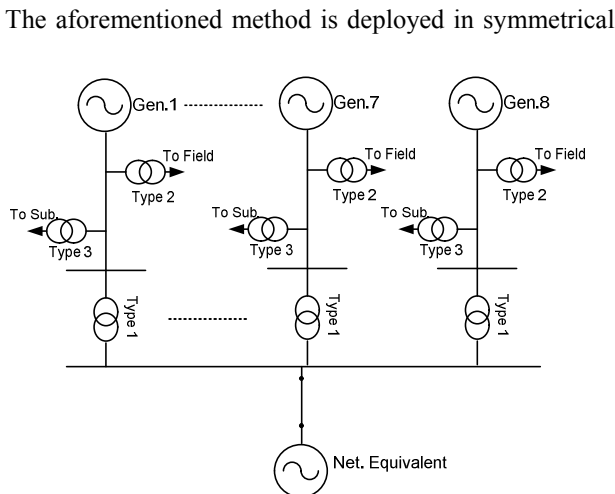 The aforementioned method is deployed in symmetrical
Gen.1
Gen.7
Gen.8
To Field
To Field
To Field
Type 2
Type 2
Type 2
To Sub.
To Sub.
To Sub.
Type 3
Type 3
Type 3
Type 1
Type 1
Type 1
Net. Equivalent